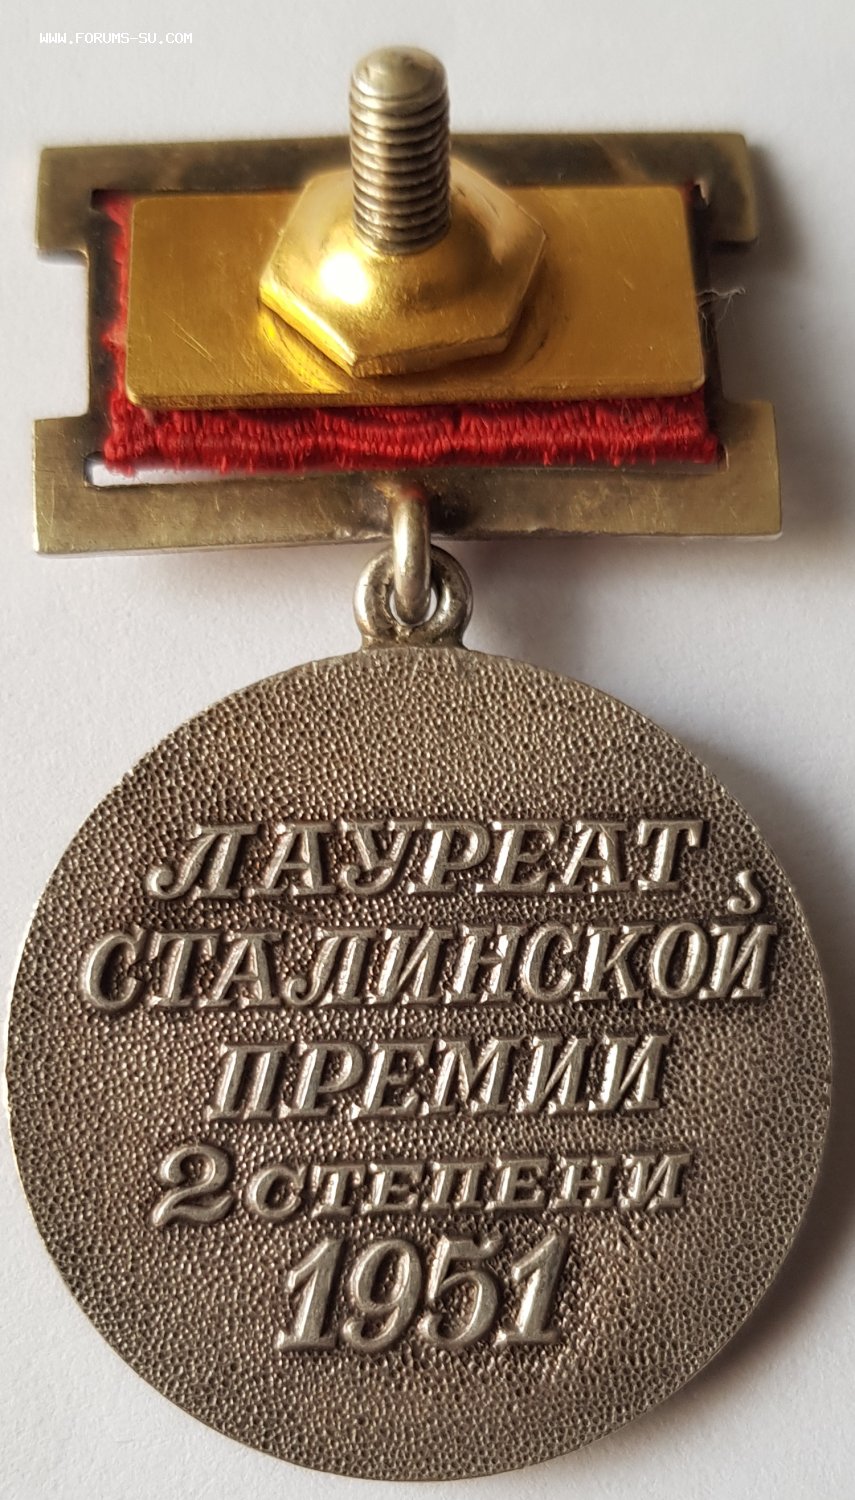 WWW.FORUMS-SU.COM
ЛАУРЕАТ
СТАЛИНСКОЙ
ПРЕМИИ
2 СТЕПЕНИ
1951